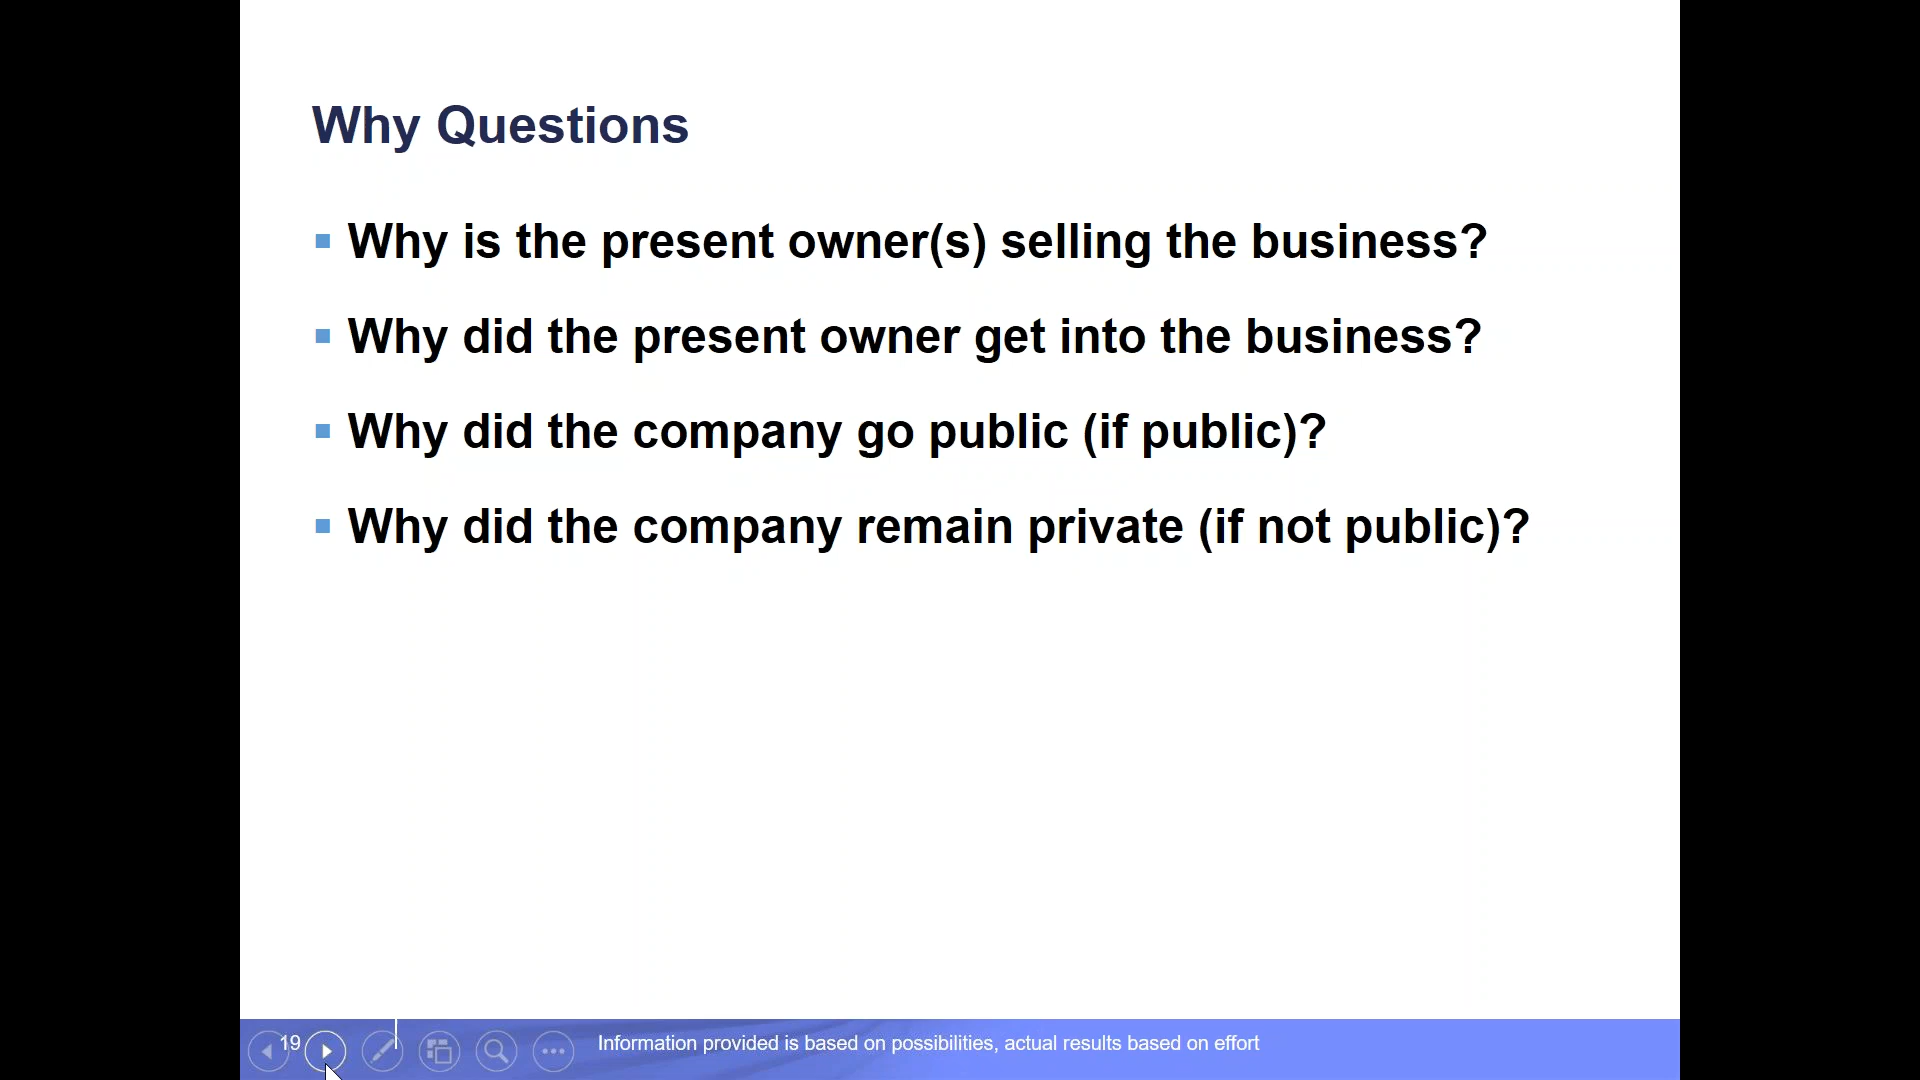 Why Questions
▪ Why is the present owner(s) selling the business?
▪ Why did the present owner get into the business?
▪ Why did the company go public (if public)?
▪ Why did the company remain private (if not public)?
19
Information provided is based on possibilities, actual results based on effort